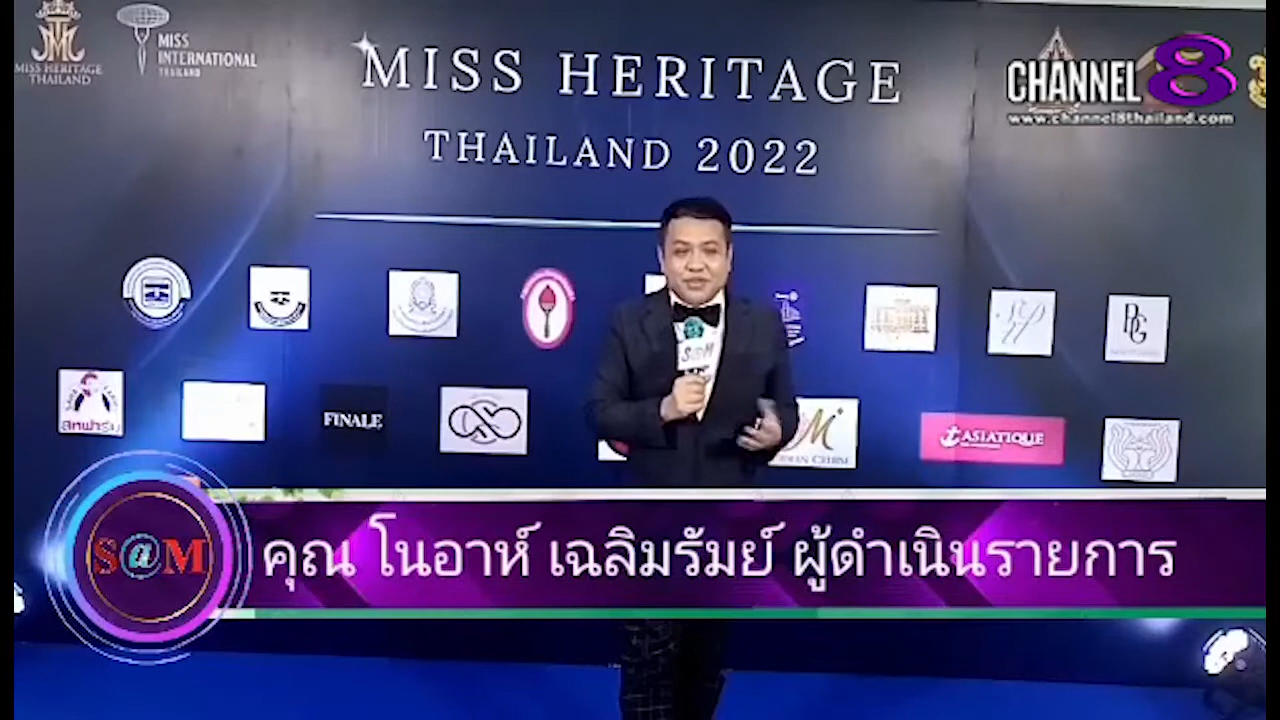 MISS HERITAGE
THAILAND
MISS
INTERNATIONAL
THAILAND
MISS HERITAGE
THAILAND 2022
CHANNEL 8
www.channel8thailand.com
S@M
FINALE
ASIATIQUE
S@M
คุณ โนอาห์ เฉลิมรัมย์ ผู้ดำเนินรายการ